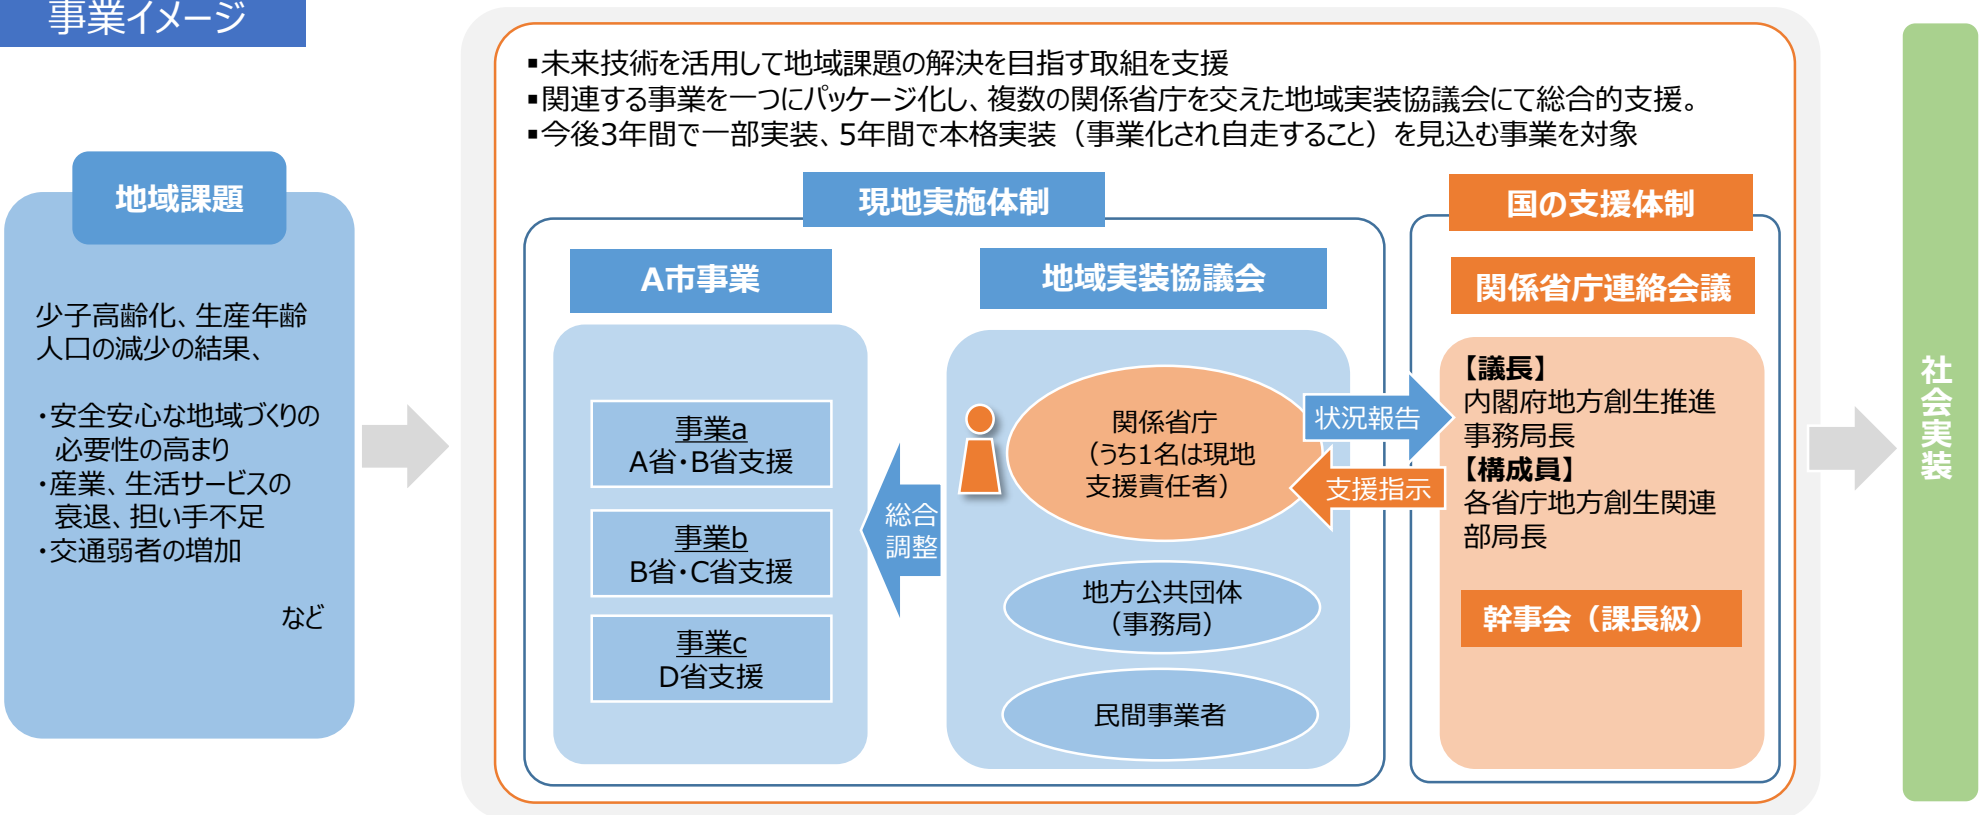 事業イメージ
▪未来技術を活用して地域課題の解決を目指す取組を支援
▪関連する事業を一つにパッケージ化し、複数の関係省庁を交えた地域実装協議会にて総合的支援。
▪今後3年間で一部実装、5年間で本格実装（事業化され自走すること）を見込む事業を対象
地域課題
少子高齢化、生産年齢
人口の減少の結果、
・安全安心な地域づくりの
必要性の高まり
・産業、生活サービスの
衰退、担い手不足
・交通弱者の増加
など
現地実施体制
A市事業
事業a
A省・B省支援
事業b
B省・C省支援
事業c
D省支援
総合
調整
地域実装協議会
関係省庁
（うち1名は現地
支援責任者）
地方公共団体
（事務局）
民間事業者
状況報告
支援指示
国の支援体制
関係省庁連絡会議
【議長】
内閣府地方創生推進
事務局長
【構成員】
各省庁地方創生関連
部局長
幹事会（課長級）
社会実装